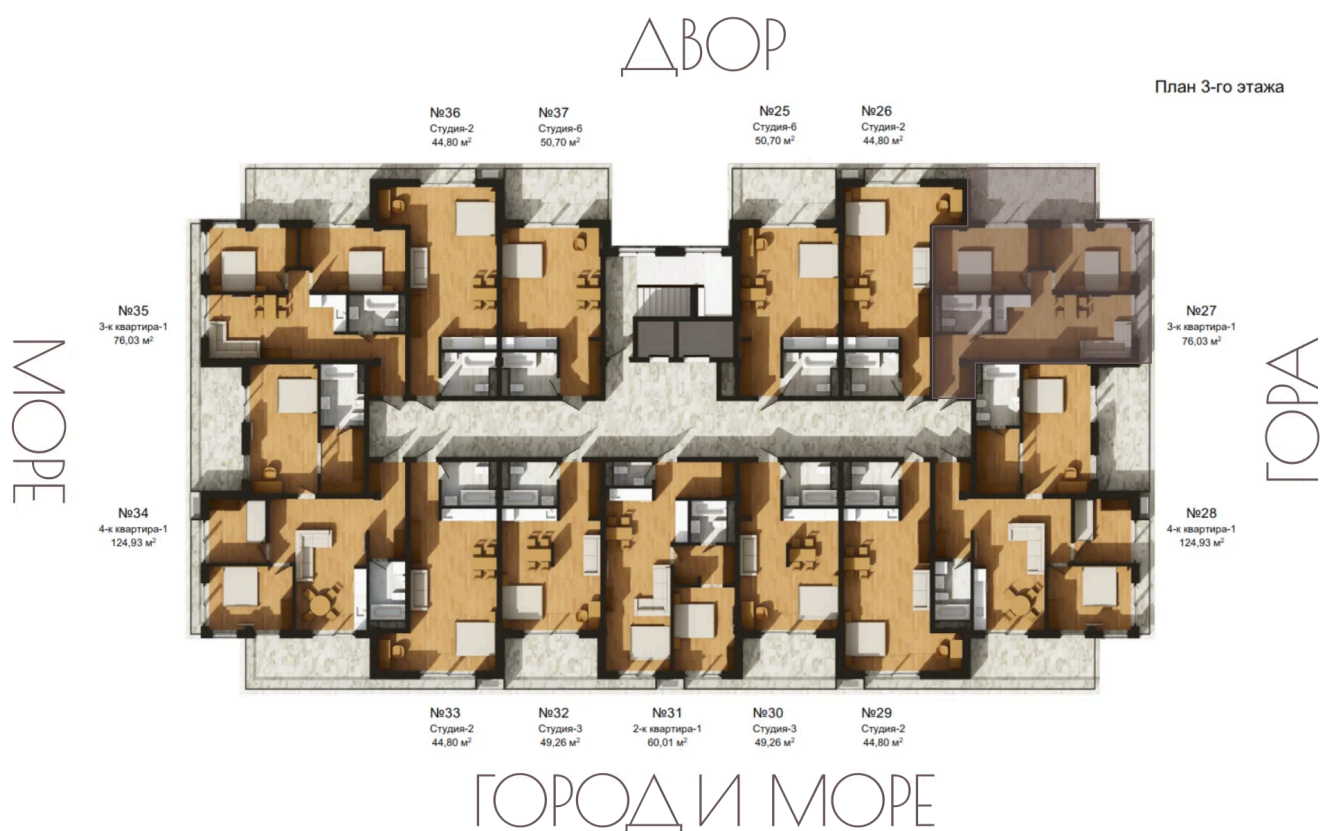 ДВОР
План 3-го этажа
№36
Студия-2
44,80 м²
№37
Студия-6
50,70 м²
№25
Студия-6
50,70 м²
№26
Студия-2
44,80 м²
№35
3-к квартира-1
76,03 м²
№27
3-к квартира-1
76,03 м²
МОРЕ
ГОРА
№34
4-к квартира-1
124,93 м²
№28
4-к квартира-1
124,93 м²
№33
Студия-2
44,80 м²
№32
Студия-3
49,26 м²
№31
2-к квартира-1
60,01 м²
№30
Студия-3
49,26 м²
№29
Студия-2
44,80 м²
ГОРОД И МОРЕ